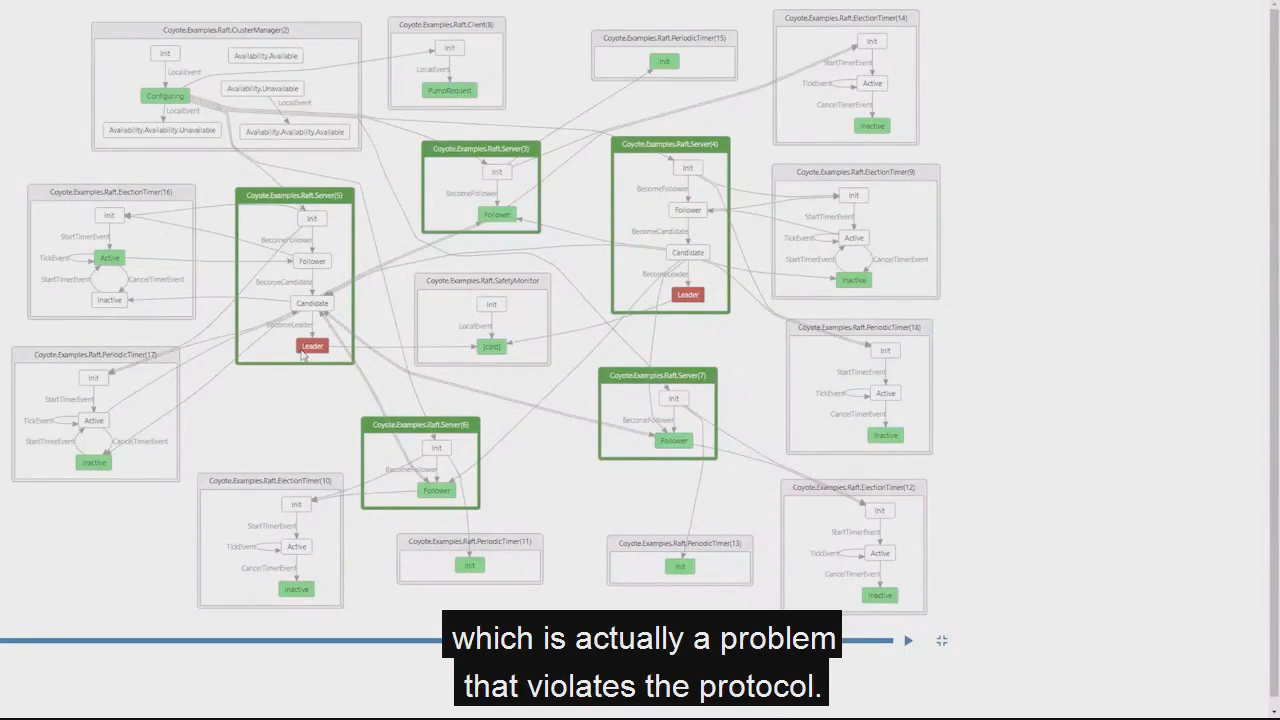 Coyote.Examples.Raft.ClusterManager(2)
Init
Availability.Available
LocalEvent
Availability.Unavailable
Configuring
LocalEvent
LocalEvent
Availability.Available.Unavailable
Availability.Available.Available
Coyote.Examples.Raft.Client(8)
Init
LocalEvent
PumpRequest
Coyote.Examples.Raft.PeriodicTimer(15)
Init
Coyote.Examples.Raft.ElectionTimer(14)
Init
StartTimerEvent
TickEvent
Active
CancelTimerEvent
Inactive
Coyote.Examples.Raft.Server(3)
Init
BecomeFollower
Follower
Coyote.Examples.Raft.Server(4)
Init
BecomeFollower
Follower
BecomeCandidate
Candidate
BecomeLeader
Leader
Coyote.Examples.Raft.ElectionTimer(9)
Init
StartTimerEvent
TickEvent
Active
StartTimerEvent
CancelTimerEvent
Inactive
Coyote.Examples.Raft.ElectionTimer(16)
Init
StartTimerEvent
TickEvent
Active
StartTimerEvent
CancelTimerEvent
Inactive
Coyote.Examples.Raft.Server(5)
Init
BecomeFollower
Follower
BecomeCandidate
Candidate
BecomeLeader
Leader
Coyote.Examples.Raft.SafetyMonitor
Init
LocalEvent
Coyote.Examples.Raft.PeriodicTimer(18)
Init
StartTimerEvent
TickEvent
Active
CancelTimerEvent
Inactive
Coyote.Examples.Raft.PeriodicTimer(17)
Init
StartTimerEvent
TickEvent
Active
StartTimerEvent
CancelTimerEvent
Inactive
Coyote.Examples.Raft.Server(7)
Init
BecomeFollower
Follower
Coyote.Examples.Raft.Server(6)
Init
BecomeFollower
Follower
Coyote.Examples.Raft.ElectionTimer(10)
Init
StartTimerEvent
TickEvent
Active
CancelTimerEvent
Inactive
Coyote.Examples.Raft.PeriodicTimer(11)
Init
Coyote.Examples.Raft.PeriodicTimer(13)
Init
Coyote.Examples.Raft.ElectionTimer(12)
Init
StartTimerEvent
TickEvent
Active
CancelTimerEvent
Inactive
which is actually a problem
that violates the protocol.